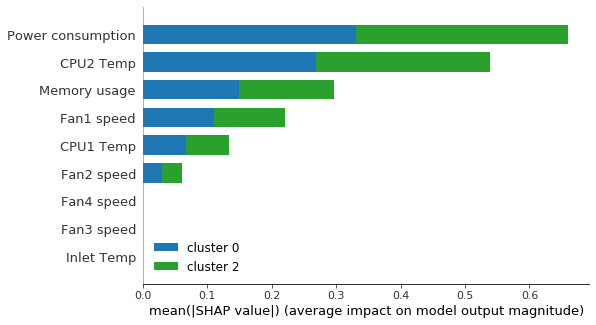 Power consumption
CPU2 Temp
Memory usage
Fan1 speed
CPU1 Temp
Fan2 speed
Fan4 speed
Fan3 speed
Inlet Temp
cluster 0
cluster 2
0.0 0.1 0.2 0.3 0.4 0.5 0.6
mean(|SHAP value|) (average impact on model output magnitude)